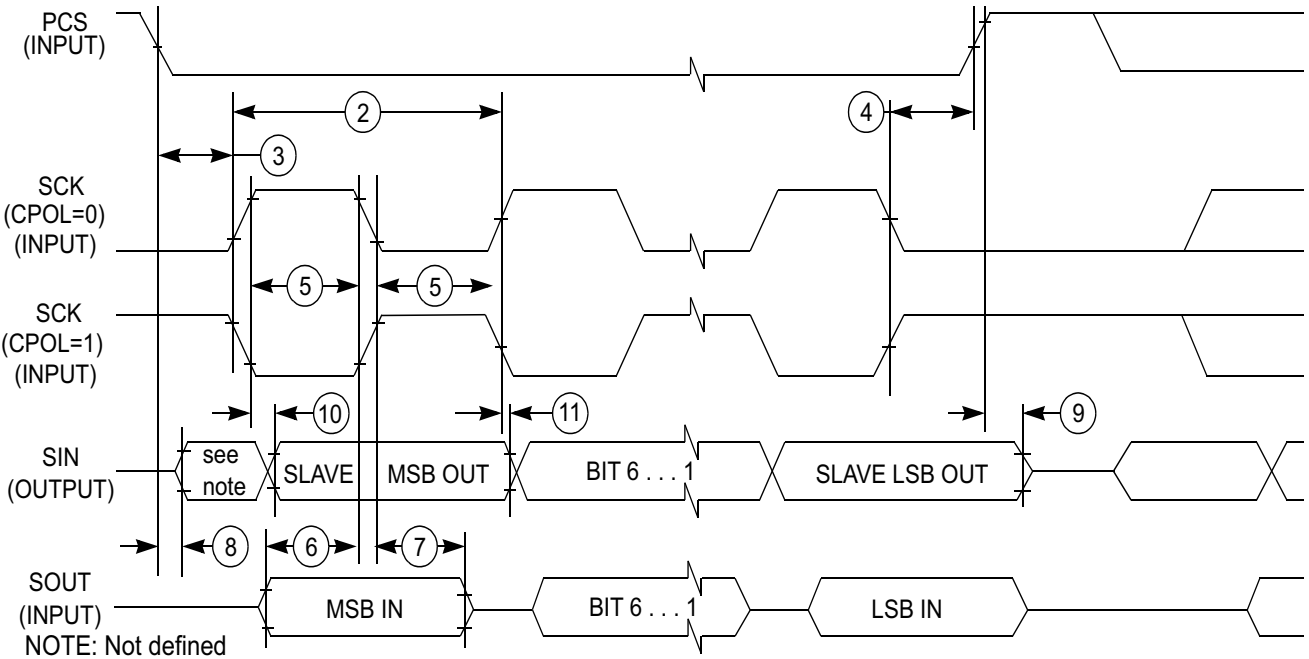 PCS
(INPUT)
2
4
3
SCK
(CPOL=0)
(INPUT)
5
5
SCK
(CPOL=1)
(INPUT)
10
11
9
SIN
(OUTPUT)
see
note
SLAVE
MSB OUT
BIT 6 . . . 1
SLAVE LSB OUT
8
6
7
SOUT
(INPUT)
MSB IN
BIT 6 . . . 1
LSB IN
NOTE: Not defined